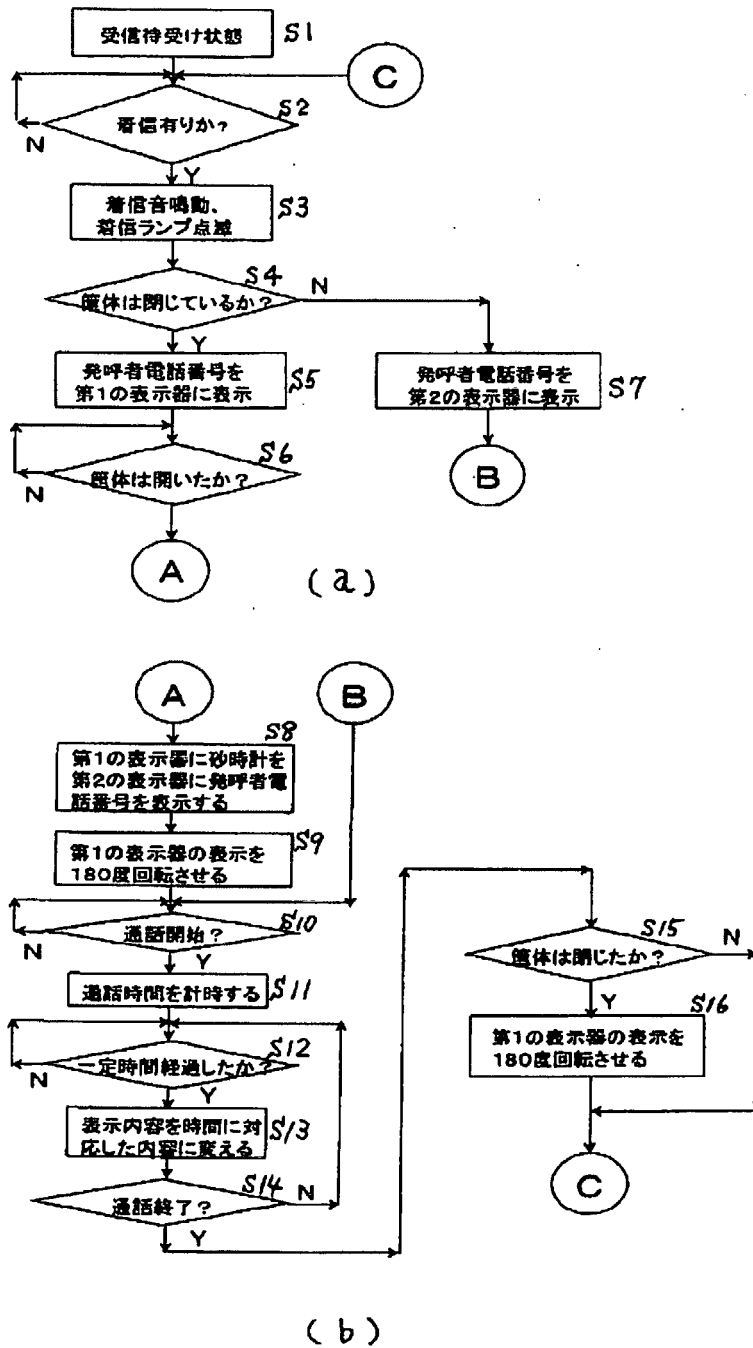 受信待受け状態 S1
C
着信有りか? S2
N
Y
着信音鳴動、 S3
着信ランプ点滅
筐体は閉じているか? S4
N
Y
発呼者電話番号を S5
第1の表示器に表示
発呼者電話番号を S7
第2の表示器に表示
筐体は開いたか? S6
N
B
A
(a)
A
B
S8
第1の表示器に砂時計を
第2の表示器に発呼者電
話番号を表示する
S9
第1の表示器の表示を
180度回転させる
通話開始? S10
N
Y
通話時間を計時する S11
一定時間経過したか? S12
N
Y
表示内容を時間に対 S13
応した内容に変える
通話終了? S14
N
Y
筐体は閉じたか? S15
N
Y
S16
第1の表示器の表示を
180度回転させる
C
(b)